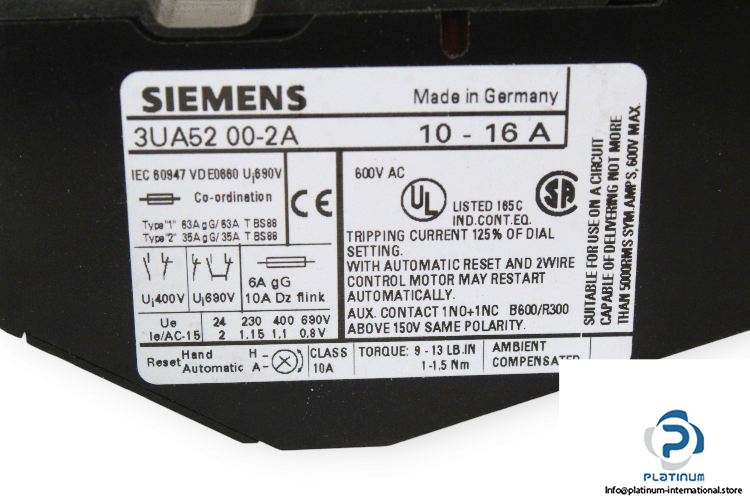 SIEMENS Made in Germany
3UA52 00-2A 10 - 16 A
IEC 60947 VDE0660 Ui690V
Co-ordination
Type "1" 63A gG/ 63A T BS88
Type "2" 35A gG/ 35A T BS88
CE
Ui400V Ui690V
6A gG
10A Dz flink
Ue 24 230 400 690V
Ie/AC-15 2 1.15 1.1 0.8V
600V AC
UL
LISTED 165C
IND.CONT.EQ.
SA
TRIPPING CURRENT 125% OF DIAL
SETTING.
WITH AUTOMATIC RESET AND 2WIRE
CONTROL MOTOR MAY RESTART
AUTOMATICALLY.
AUX. CONTACT 1NO+1NC B600/R300
ABOVE 150V SAME POLARITY.
SUITABLE FOR USE ON A CIRCUIT
CAPABLE OF DELIVERING NOT MORE
THAN 5000RMS SYM.AMPS, 600V MAX.
Reset Hand H-
Automatic A-
CLASS
10A
TORQUE: 9 - 13 LB.IN
1-1.5 Nm
AMBIENT
COMPENSATED
PLATINUM
Info@platinum-international.store